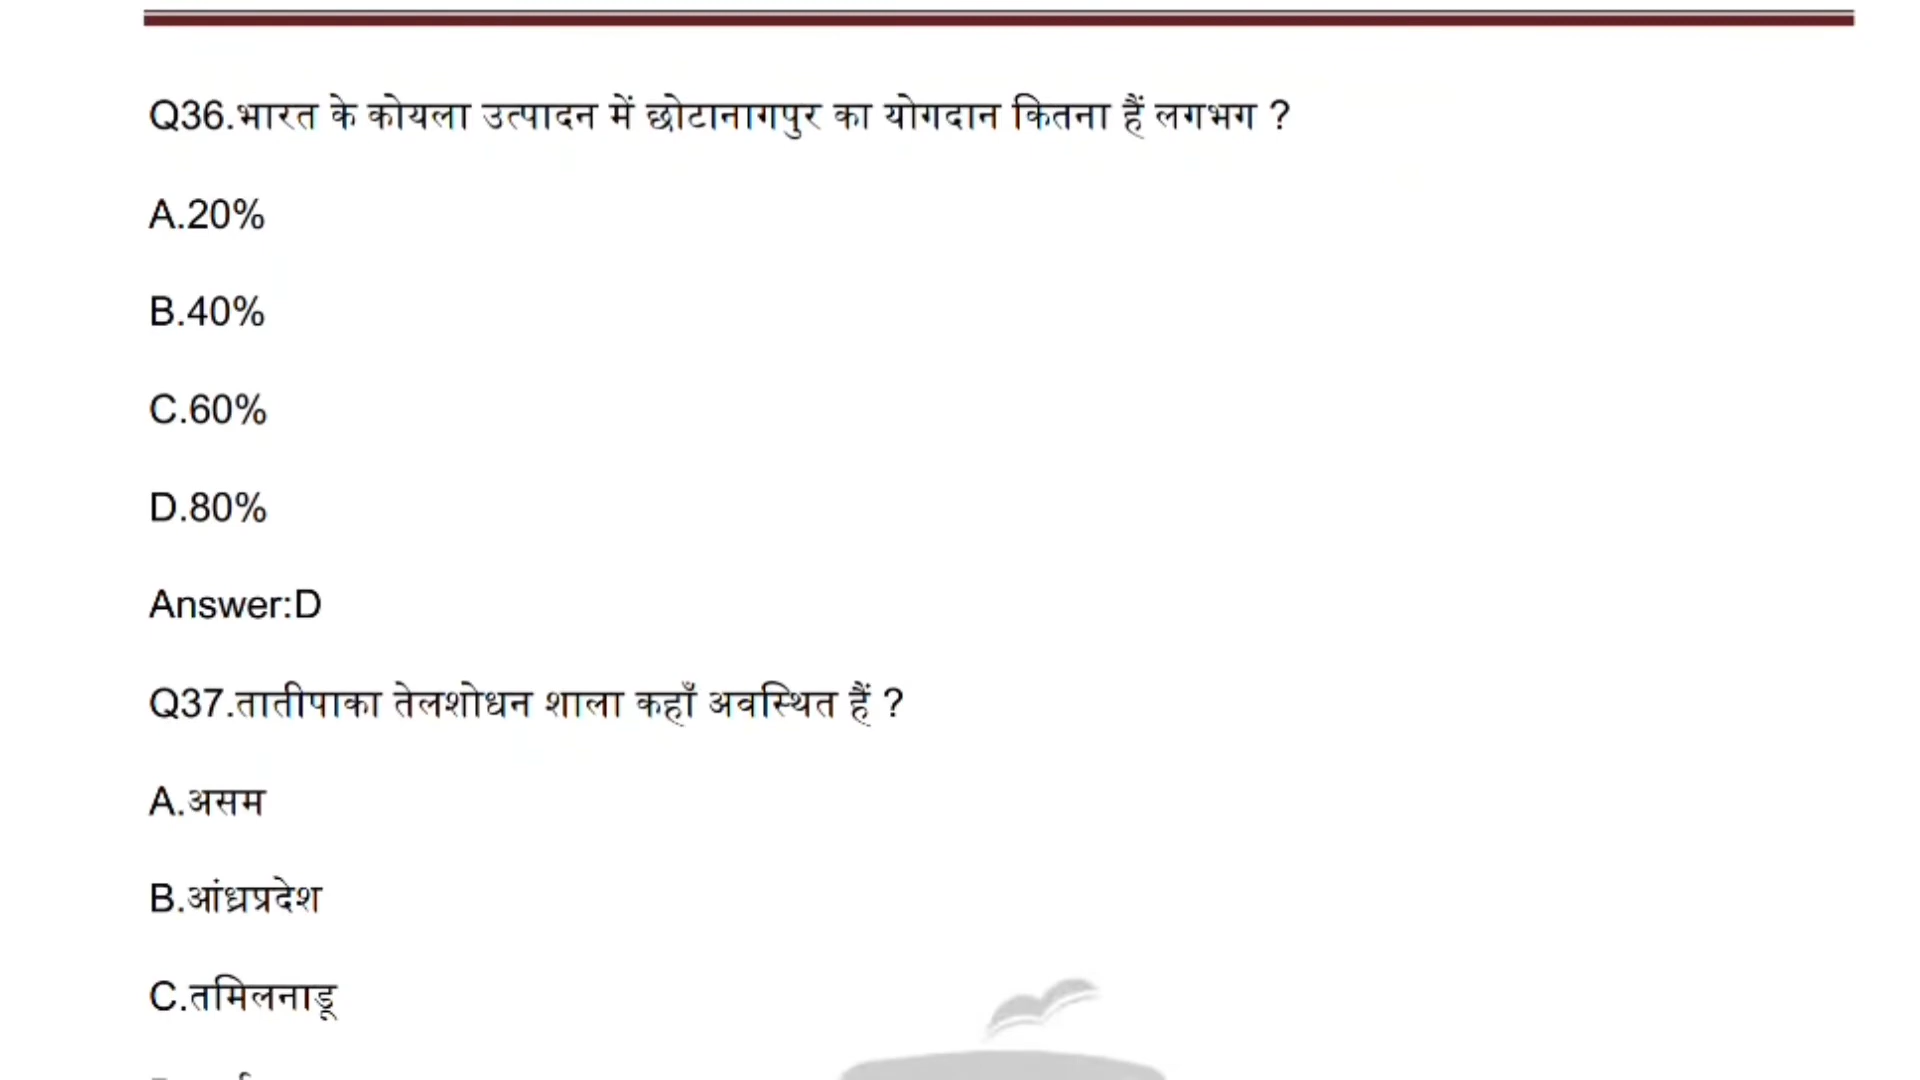 Q36.भारत के कोयला उत्पादन में छोटानागपुर का योगदान कितना हैं लगभग ?
A.20%
B.40%
C.60%
D.80%
Answer:D
Q37.तातीपाका तेलशोधन शाला कहाँ अवस्थित हैं ?
A.असम
B.आंध्रप्रदेश
C.तमिलनाडू